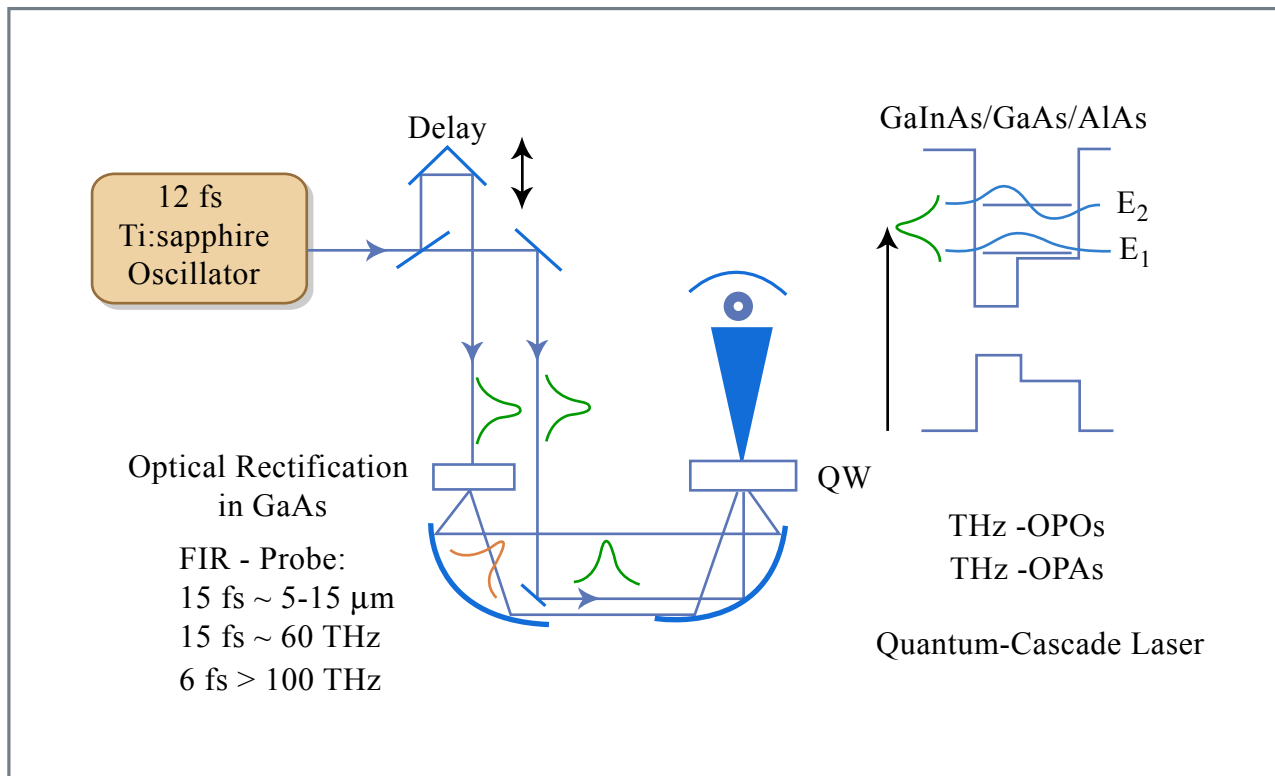 Delay
12 fs
Ti:sapphire
Oscillator
GaInAs/GaAs/AlAs
E2
E1
Optical Rectification
in GaAs
QW
FIR - Probe:
15 fs ~ 5-15 μm
15 fs ~ 60 THz
6 fs > 100 THz
THz -OPOs
THz -OPAs
Quantum-Cascade Laser